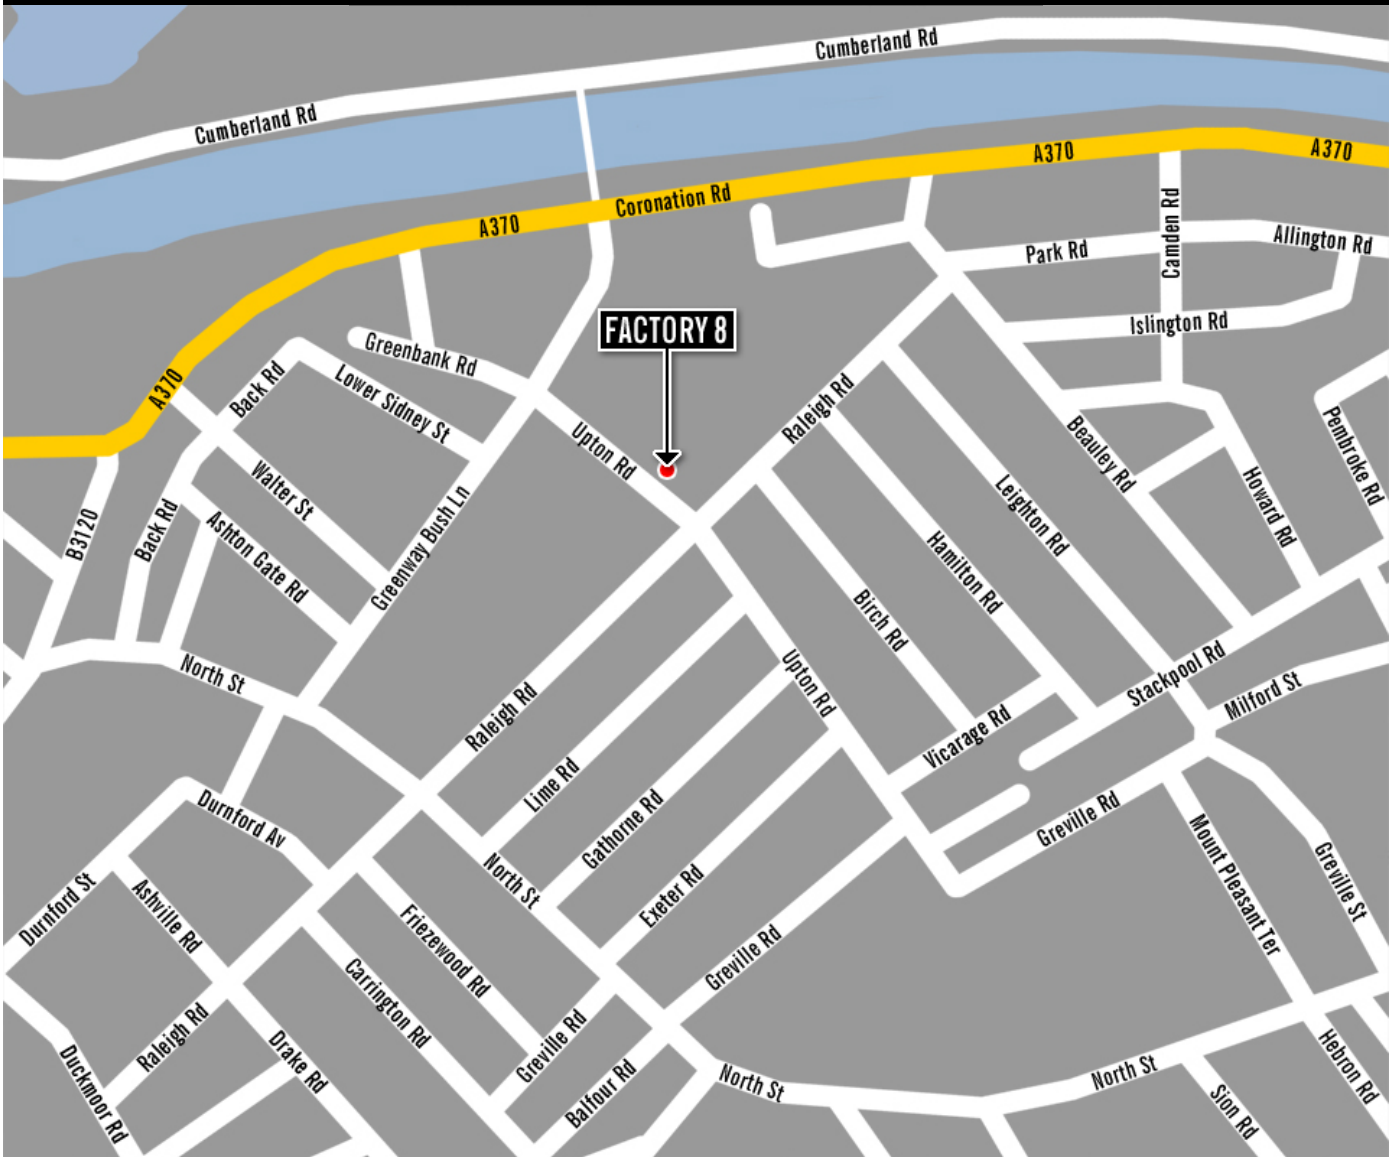 Cumberland Rd
Cumberland Rd
A370
A370
Camden Rd
Coronation Rd
A370
Park Rd
Allington Rd
Islington Rd
FACTORY 8
Greenbank Rd
Back Rd
A370
Lower Sidney St
Raleigh Rd
Upton Rd
Beauley Rd
Pembroke Rd
Walter St
Leighton Rd
Howard Rd
B3120
Back Rd
Ashton Gate Rd
Greenway Bush Ln
Hamilton Rd
Birch Rd
North St
Upton Rd
Stackpool Rd
Milford St
Raleigh Rd
Vicarage Rd
Lime Rd
Durnford Av
Gathorne Rd
Greville Rd
Mount Pleasant Ter
Greville St
North St
Exeter Rd
Durnford St
Ashville Rd
Friezewood Rd
Greville Rd
Carrington Rd
Raleigh Rd
Greville Rd
Drake Rd
Duckmoor Rd
Balfour Rd
North St
North St
Hebron Rd
Sion Rd